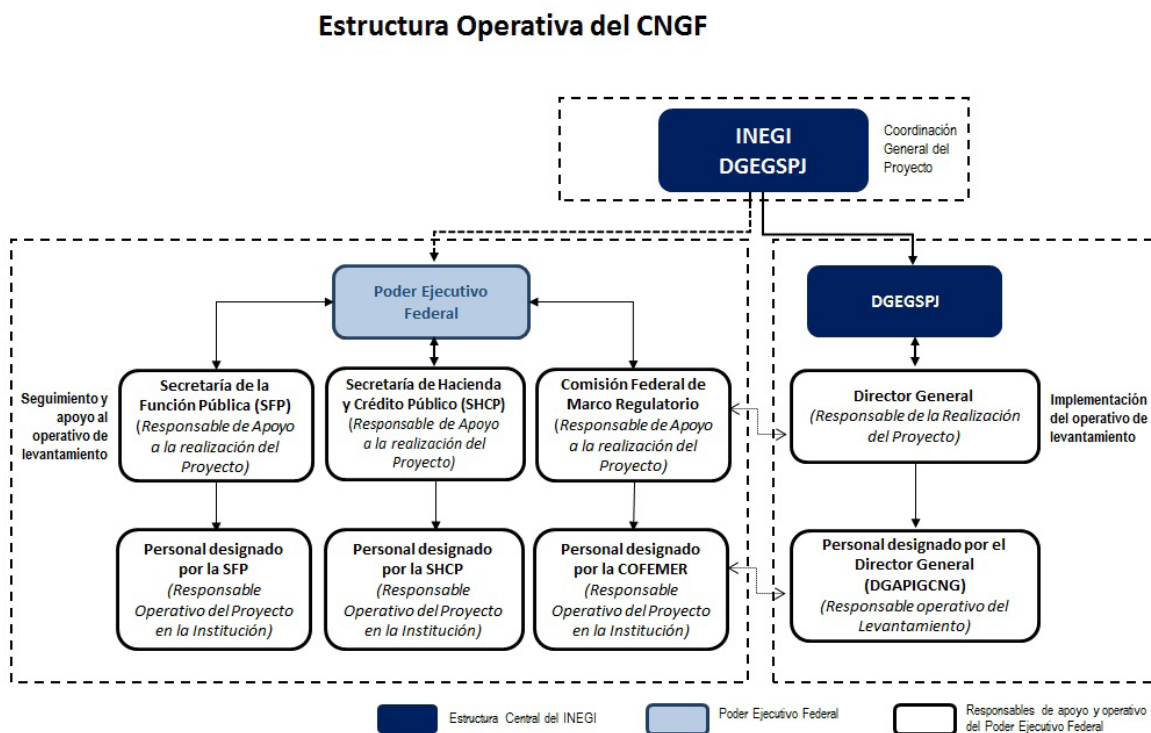 Estructura Operativa del CNGF
INEGI
DGEGSPJ
Coordinación
General del
Proyecto
Poder Ejecutivo
Federal
DGEGSPJ
Seguimiento y
apoyo al
operativo de
levantamiento
Secretaría de la
Función Pública (SFP)
(Responsable de Apoyo
a la realización del
Proyecto)
Secretaría de Hacienda
y Crédito Público (SHCP)
(Responsable de Apoyo
a la realización del
Proyecto)
Comisión Federal de
Marco Regulatorio
(Responsable de Apoyo
a la realización del
Proyecto)
Director General
(Responsable de la Realización
del Proyecto)
Implementación
del operativo de
levantamiento
Personal designado
por la SFP
(Responsable
Operativo del Proyecto
en la Institución)
Personal designado
por la SHCP
(Responsable
Operativo del Proyecto
en la Institución)
Personal designado
por la COFEMER
(Responsable
Operativo del Proyecto
en la Institución)
Personal designado por el
Director General
(DGAPIGCNG)
(Responsable operativo del
Levantamiento)
Estructura Central del INEGI
Poder Ejecutivo Federal
Responsables de apoyo y operativo
del Poder Ejecutivo Federal